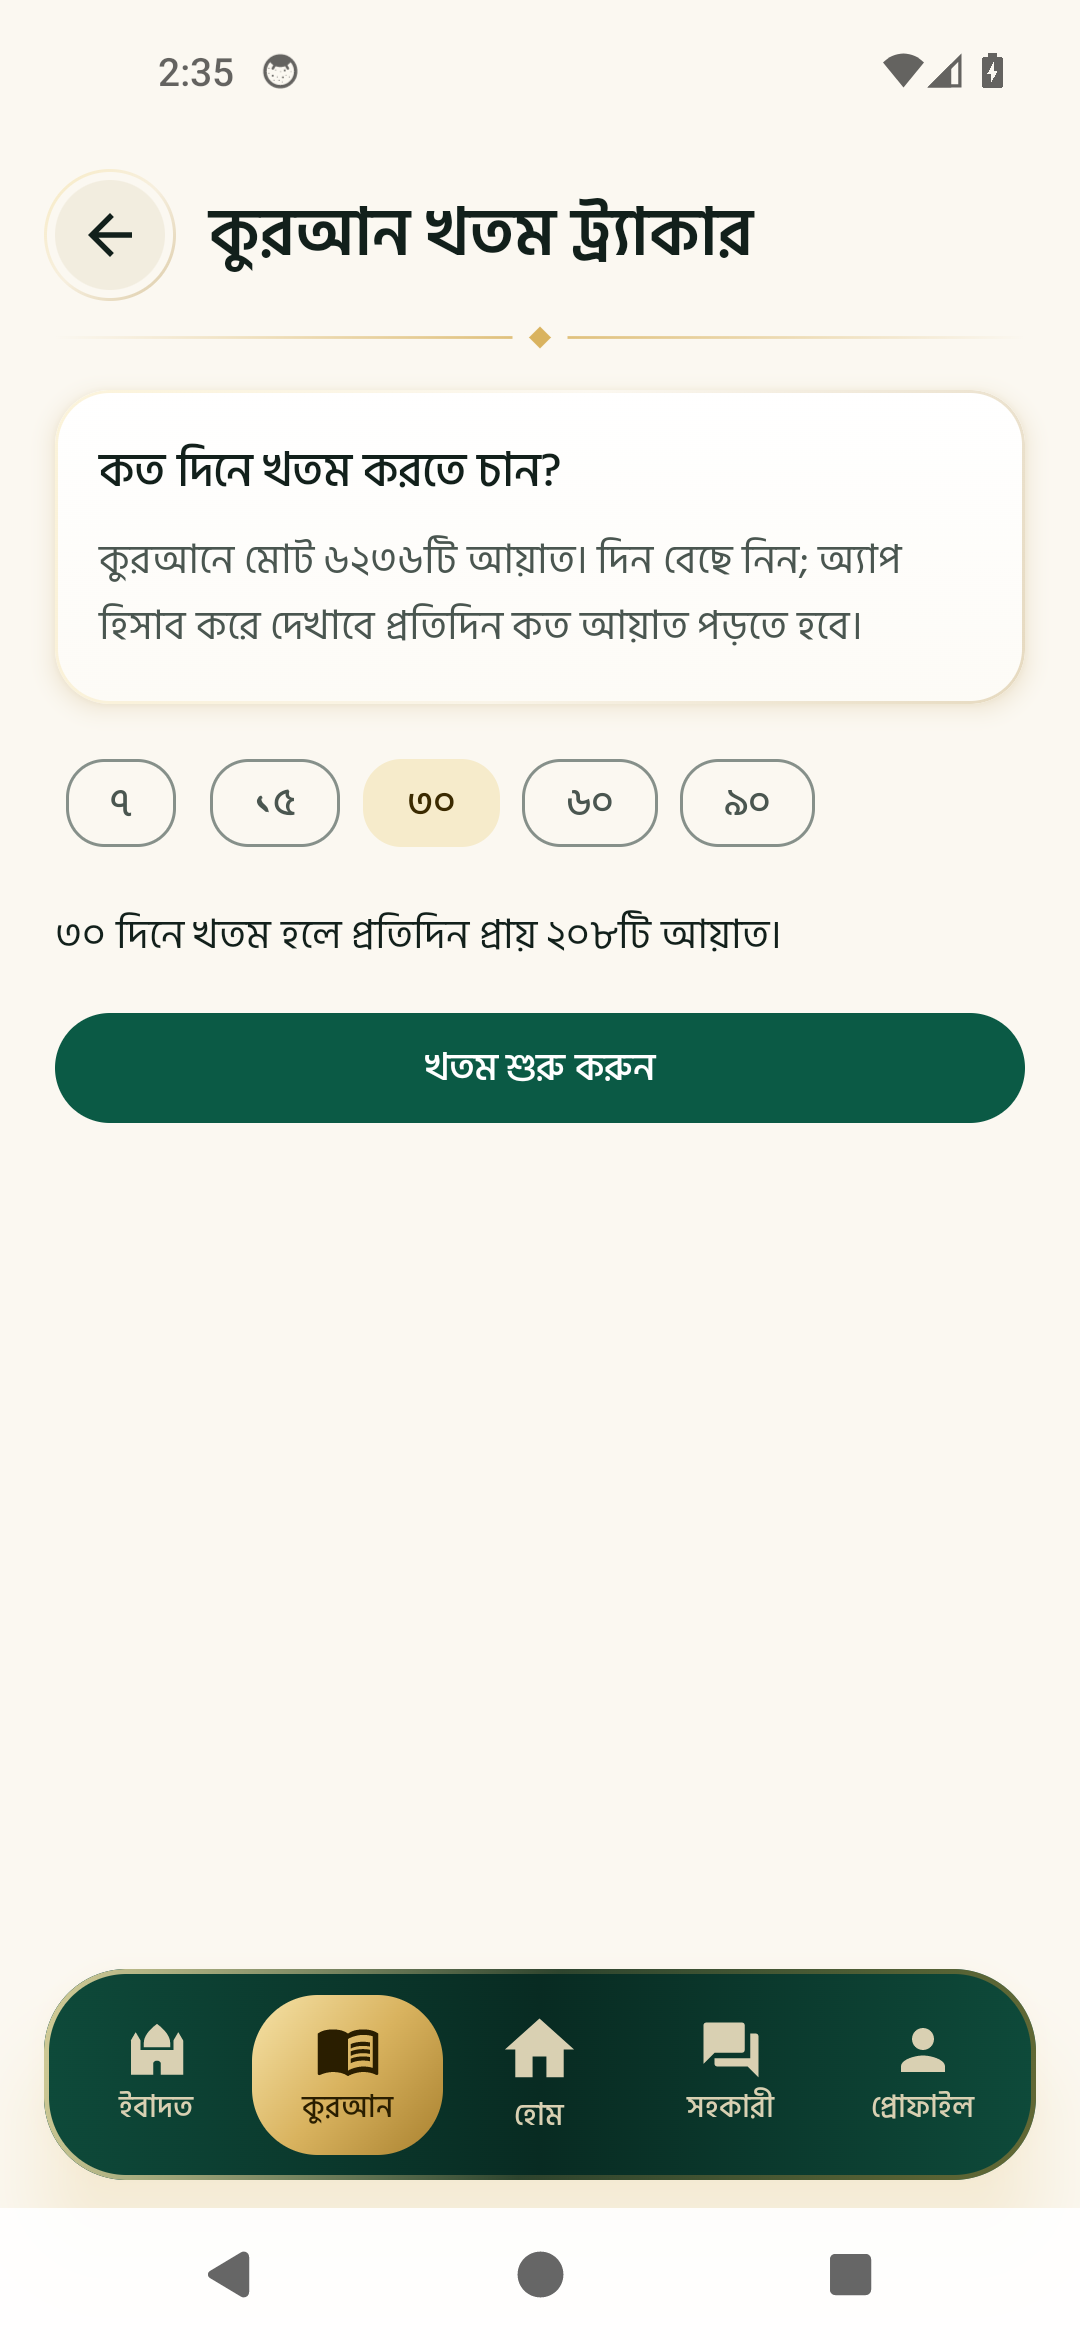 2:35
কুরআন খতম ট্র্যাকার
কত দিনে খতম করতে চান?
কুরআনে মোট ৬২৩৬টি আয়াত। দিন বেছে নিন; অ্যাপ
হিসাব করে দেখাবে প্রতিদিন কত আয়াত পড়তে হবে।
৭ ১৫ ৩০ ৬০ ৯০
৩০ দিনে খতম হলে প্রতিদিন প্রায় ২০৮টি আয়াত।
খতম শুরু করুন
ইবাদত কুরআন হোম সহকারী প্রোফাইল